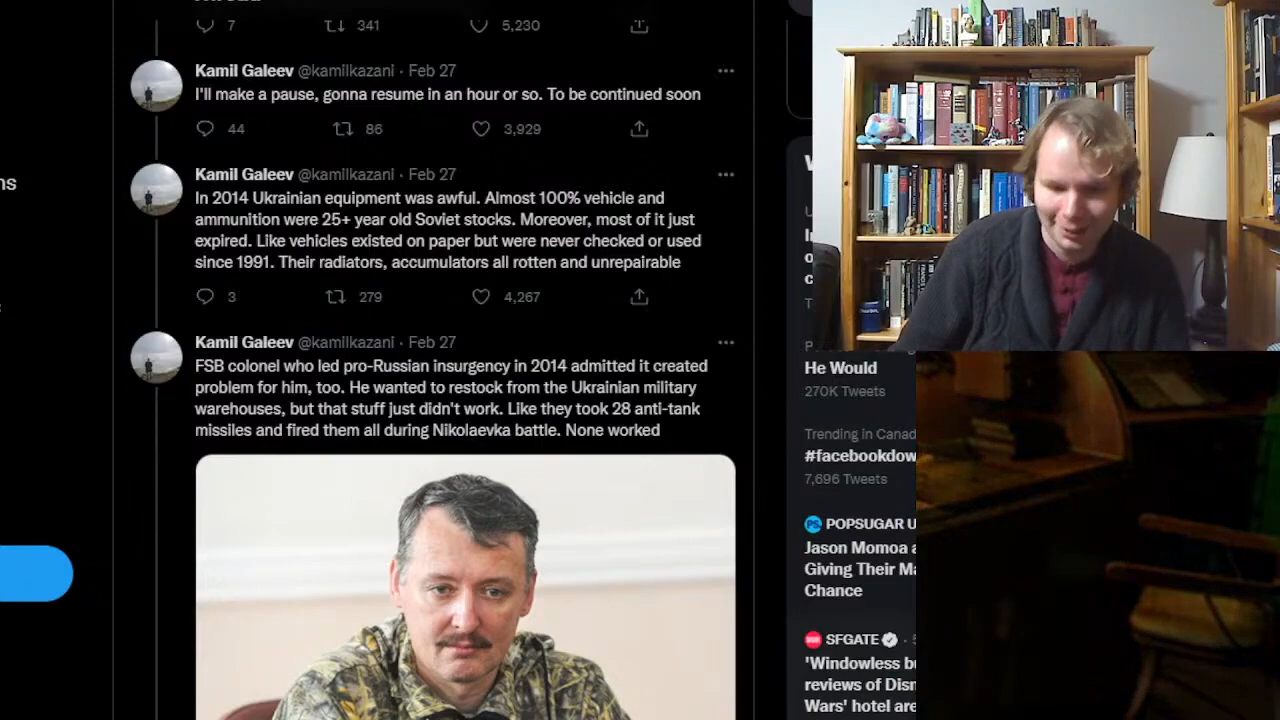 7 341 5,230
Kamil Galeev @kamilkazani · Feb 27
I'll make a pause, gonna resume in an hour or so. To be continued soon
44 86 3,929
Kamil Galeev @kamilkazani · Feb 27
In 2014 Ukrainian equipment was awful. Almost 100% vehicle and
ammunition were 25+ year old Soviet stocks. Moreover, most of it just
expired. Like vehicles existed on paper but were never checked or used
since 1991. Their radiators, accumulators all rotten and unrepairable
3 279 4,267
Kamil Galeev @kamilkazani · Feb 27
FSB colonel who led pro-Russian insurgency in 2014 admitted it created
problem for him, too. He wanted to restock from the Ukrainian military
warehouses, but that stuff just didn't work. Like they took 28 anti-tank
missiles and fired them all during Nikolaevka battle. None worked
He Would
270K Tweets
Trending in Canad
#facebookdow
7,696 Tweets
POPSUGAR U
Jason Momoa a
Giving Their Ma
Chance
SFGATE
'Windowless bu
reviews of Disn
Wars' hotel are